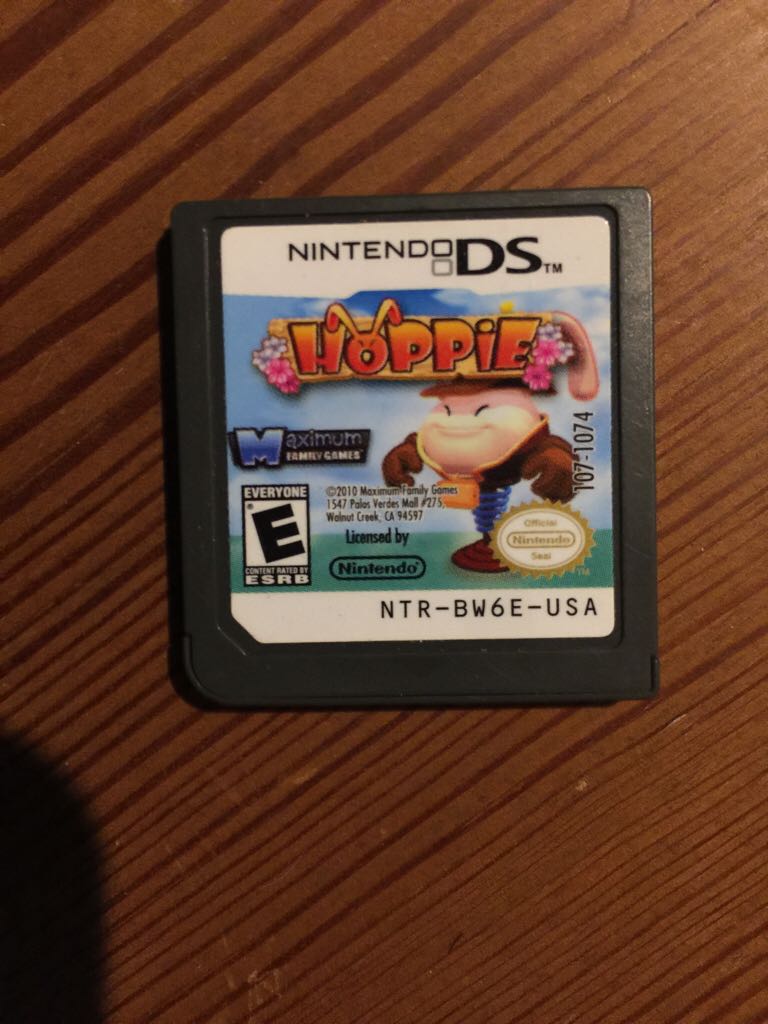 NINTENDO DS™
HOPPiE
Maximum
FAMILY GAMES
107-1074
EVERYONE
E
CONTENT RATED BY
ESRB
©2010 Maximum Family Games
1547 Palos Verdes Mall #275,
Walnut Creek, CA 94597
Licensed by
Nintendo®
Official
Nintendo
Seal
TM
NTR-BW6E-USA